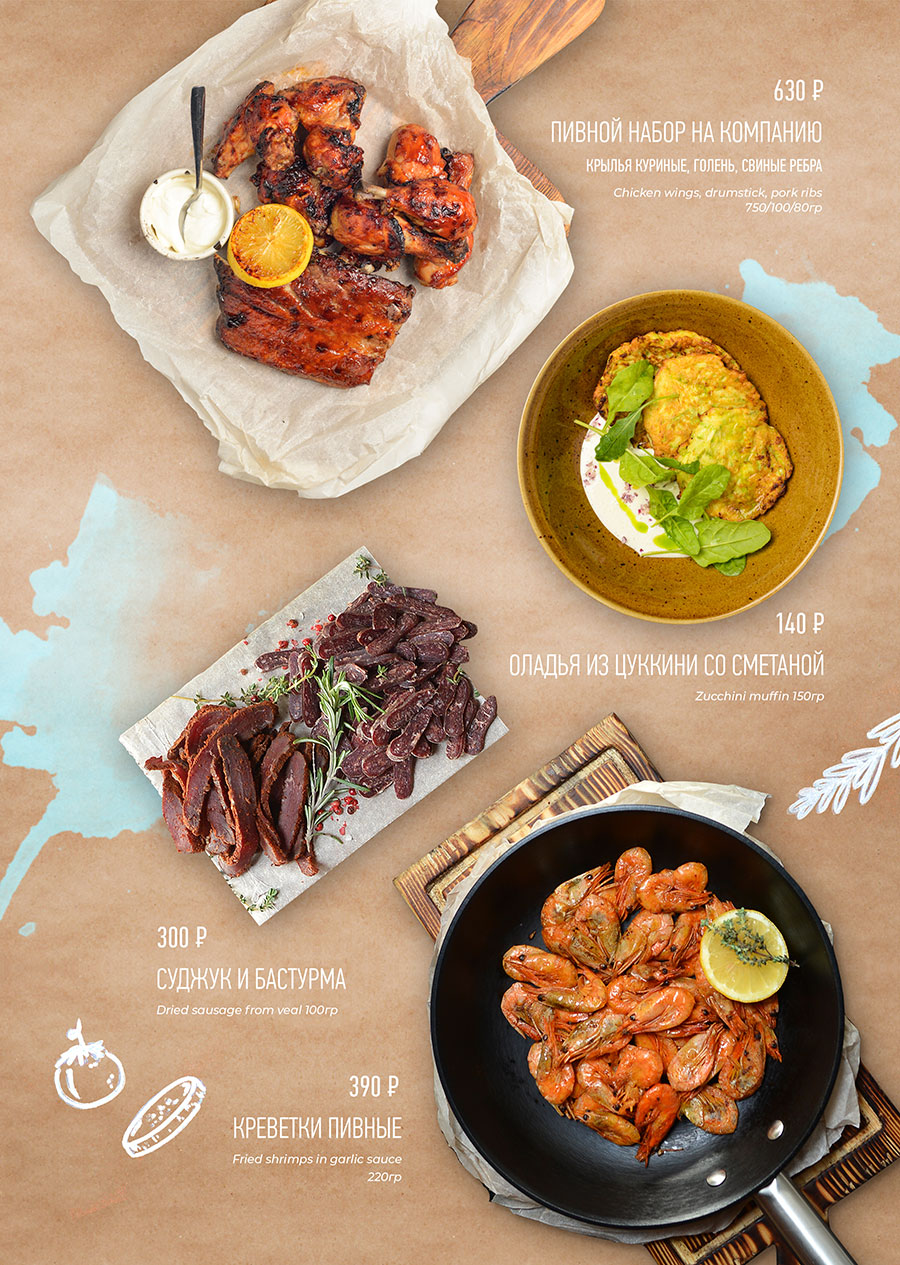 630 ₽
ПИВНОЙ НАБОР НА КОМПАНИЮ
КРЫЛЬЯ КУРИНЫЕ, ГОЛЕНЬ, СВИНЫЕ РЕБРА
Chicken wings, drumstick, pork ribs
750/100/80гр
140 ₽
ОЛАДЬЯ ИЗ ЦУККИНИ СО СМЕТАНОЙ
Zucchini muffin 150гр
300 ₽
СУДЖУК И БАСТУРМА
Dried sausage from veal 100гр
390 ₽
КРЕВЕТКИ ПИВНЫЕ
Fried shrimps in garlic sauce
220гр